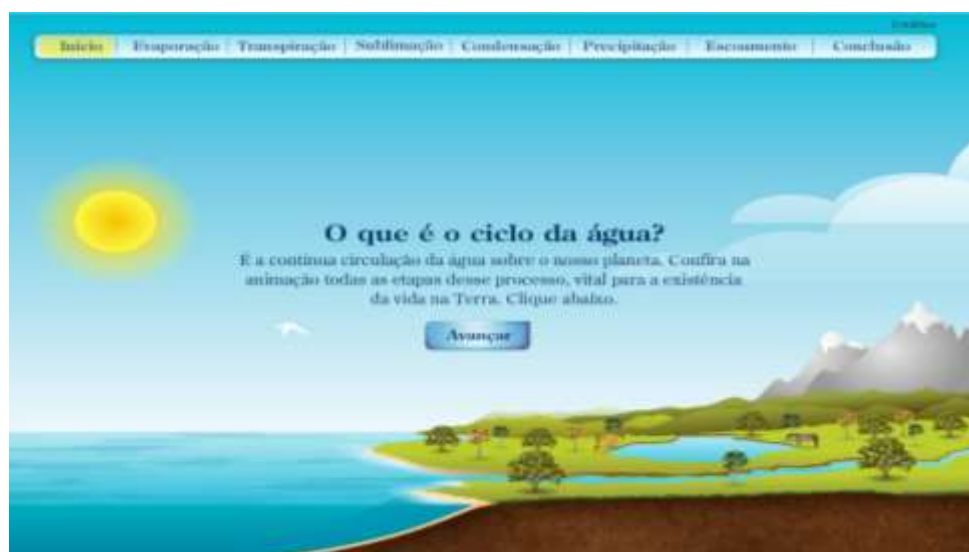 Créditos
Início Evaporação Transpiração Sublimação Condensação Precipitação Escoamento Conclusão
O que é o ciclo da água?
É a contínua circulação da água sobre o nosso planeta. Confira na
animação todas as etapas desse processo, vital para a existência
da vida na Terra. Clique abaixo.
Avançar